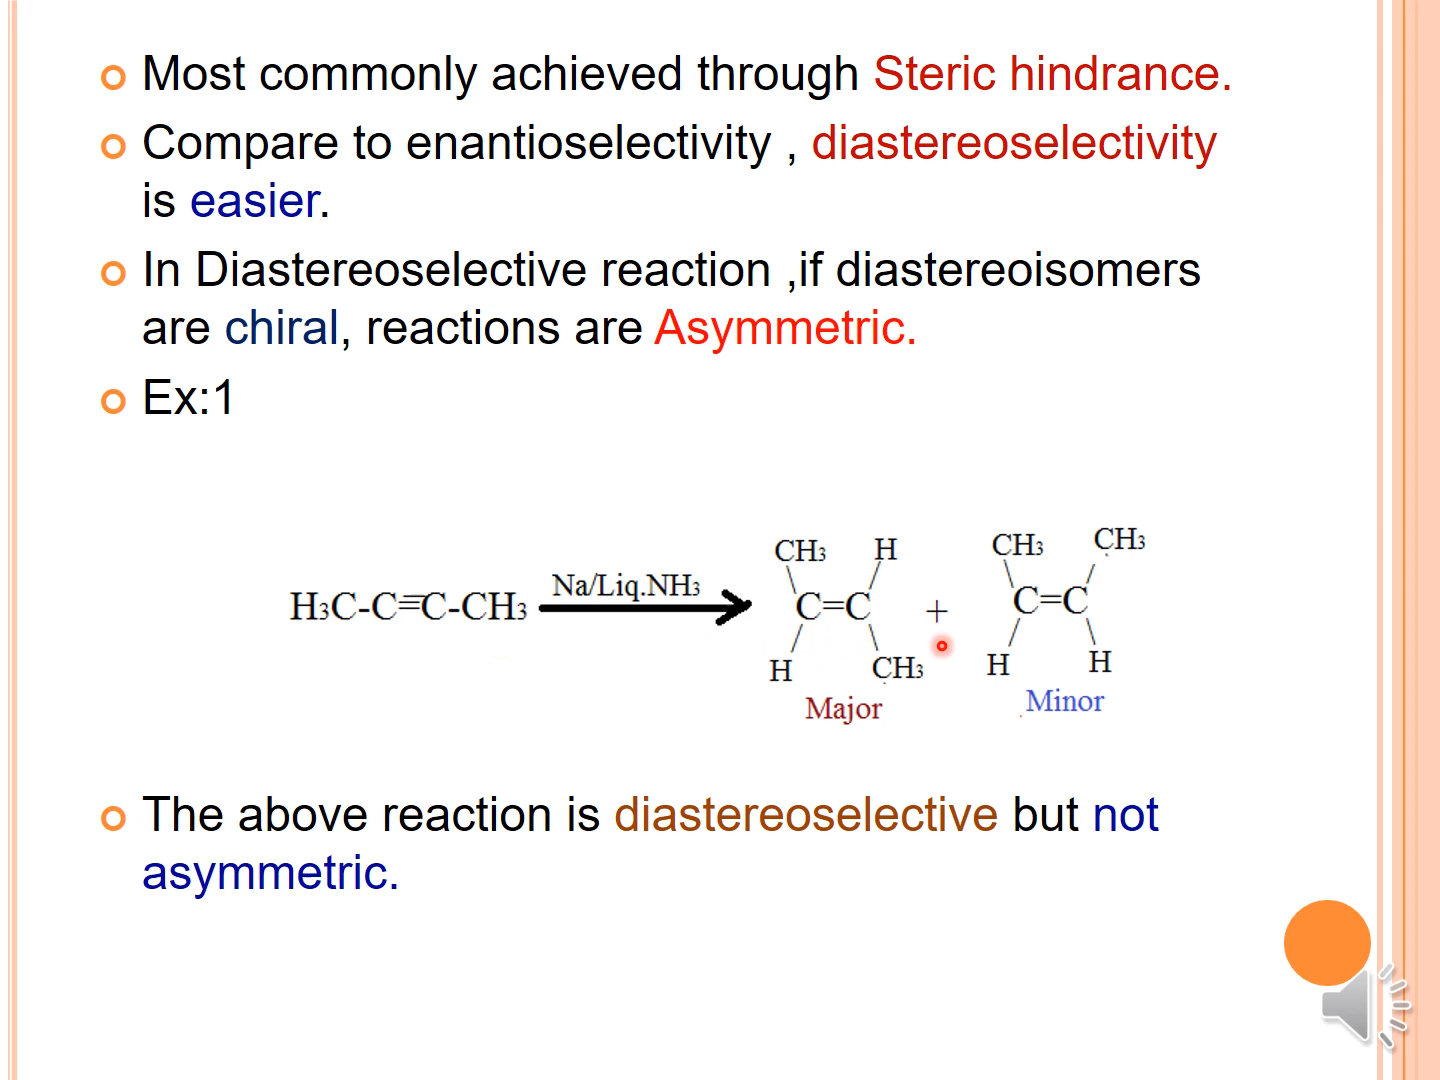 Most commonly achieved through Steric hindrance.
Compare to enantioselectivity , diastereoselectivity
is easier.
In Diastereoselective reaction ,if diastereoisomers
are chiral, reactions are Asymmetric.
Ex:1
H₃C-C≡C-CH₃ Na/Liq.NH₃
CH₃ H
C=C
H CH₃
Major
+
CH₃ CH₃
C=C
H H
Minor
The above reaction is diastereoselective but not
asymmetric.